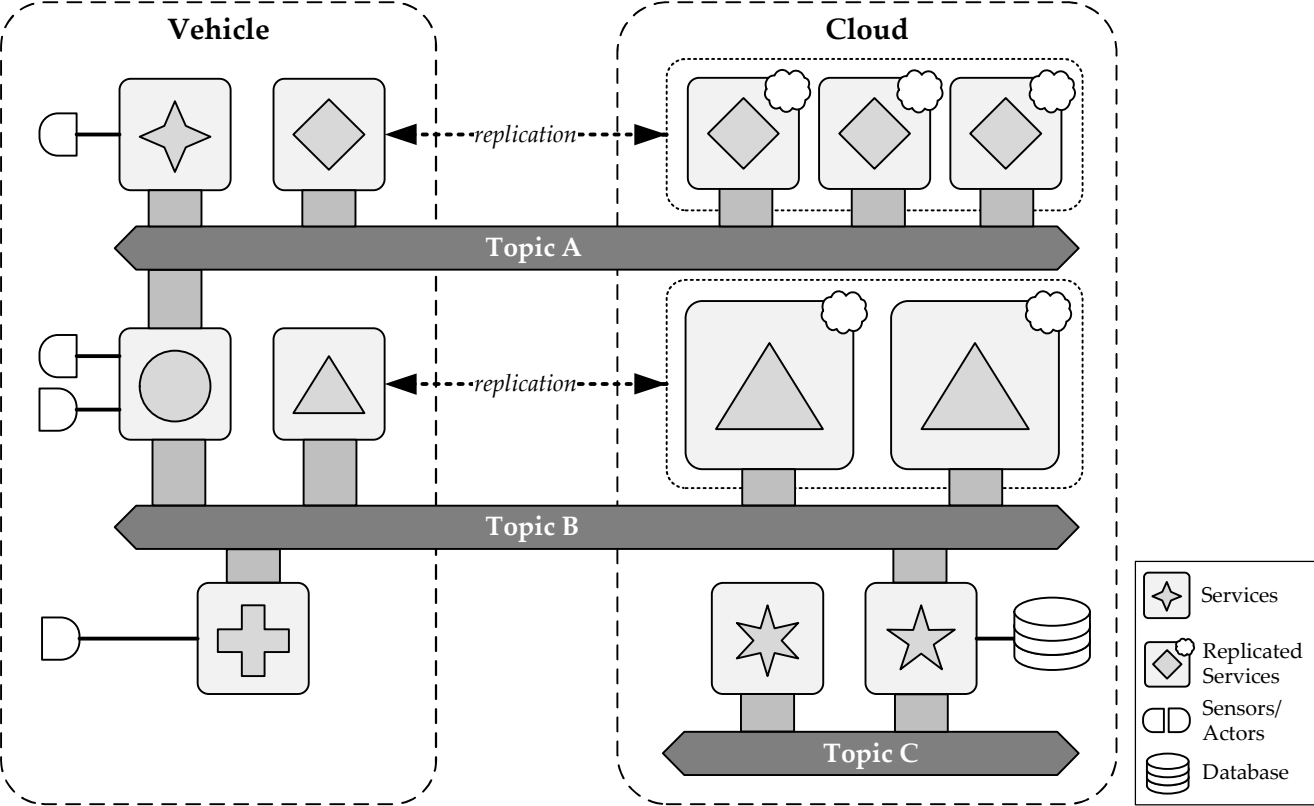 Vehicle
Cloud
replication
Topic A
replication
Topic B
Topic C
Services
Replicated
Services
Sensors/
Actors
Database